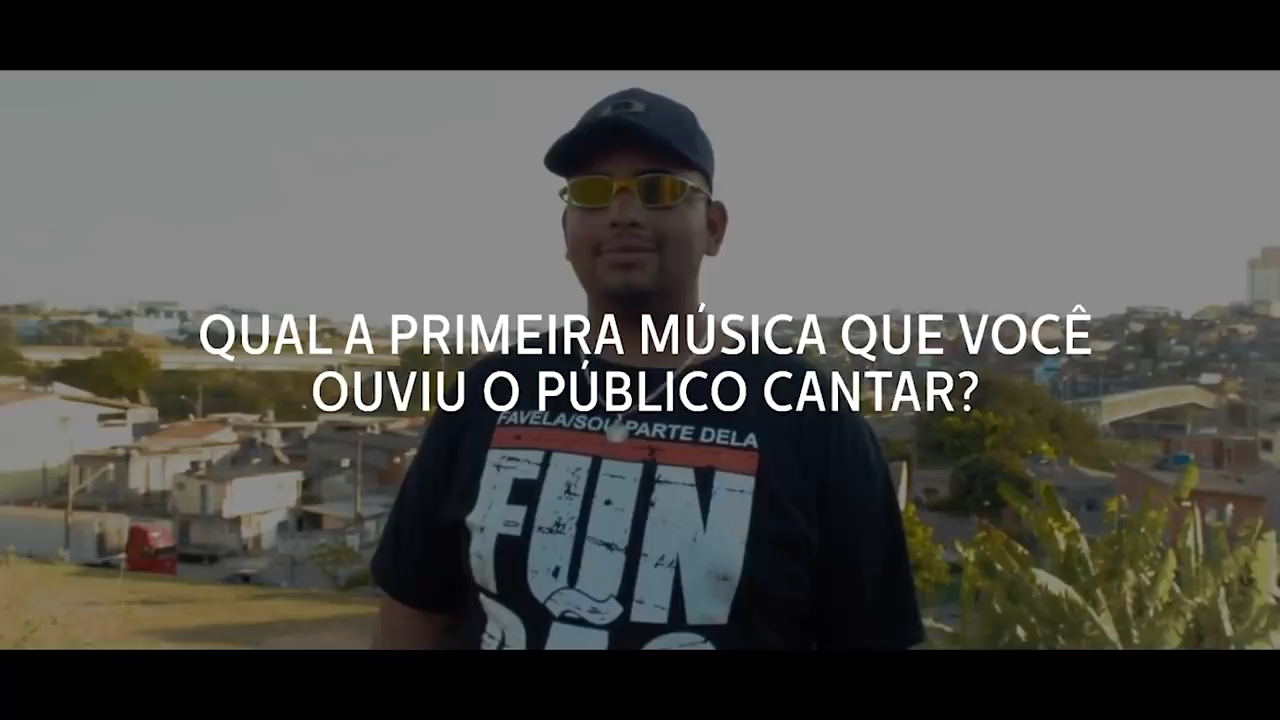 QUAL A PRIMEIRA MÚSICA QUE VOCÊ
OUVIU O PÚBLICO CANTAR?
FAVELA/SOU PARTE DELA
FUN